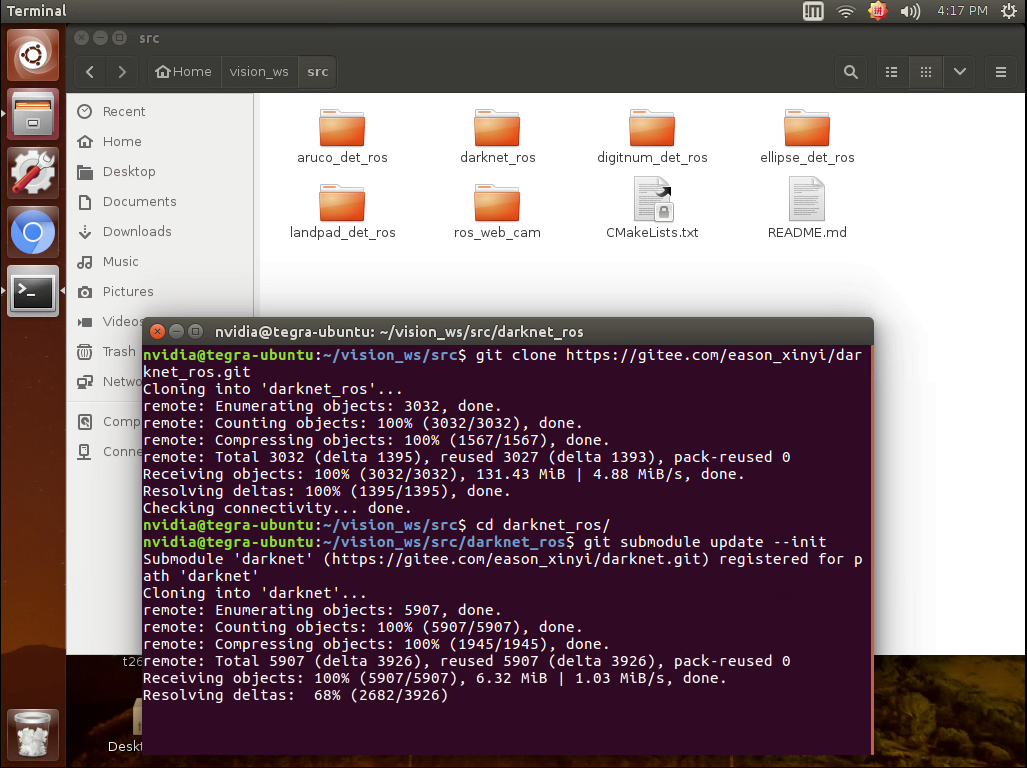 Terminal
4:17 PM
src
Home
vision_ws
src
Recent
Home
Desktop
Documents
Downloads
Music
Pictures
Videos
Trash
Netwo
Comp
Conne
aruco_det_ros
darknet_ros
digitnum_det_ros
ellipse_det_ros
landpad_det_ros
ros_web_cam
CMakeLists.txt
README.md
nvidia@tegra-ubuntu: ~/vision_ws/src/darknet_ros
nvidia@tegra-ubuntu:~/vision_ws/src$ git clone https://gitee.com/eason_xinyi/dar
knet_ros.git
Cloning into 'darknet_ros'...
remote: Enumerating objects: 3032, done.
remote: Counting objects: 100% (3032/3032), done.
remote: Compressing objects: 100% (1567/1567), done.
remote: Total 3032 (delta 1395), reused 3027 (delta 1393), pack-reused 0
Receiving objects: 100% (3032/3032), 131.43 MiB | 4.88 MiB/s, done.
Resolving deltas: 100% (1395/1395), done.
Checking connectivity... done.
nvidia@tegra-ubuntu:~/vision_ws/src$ cd darknet_ros/
nvidia@tegra-ubuntu:~/vision_ws/src/darknet_ros$ git submodule update --init
Submodule 'darknet' (https://gitee.com/eason_xinyi/darknet.git) registered for p
ath 'darknet'
Cloning into 'darknet'...
remote: Enumerating objects: 5907, done.
remote: Counting objects: 100% (5907/5907), done.
remote: Compressing objects: 100% (1945/1945), done.
remote: Total 5907 (delta 3926), reused 5907 (delta 3926), pack-reused 0
Receiving objects: 100% (5907/5907), 6.32 MiB | 1.03 MiB/s, done.
Resolving deltas:  68% (2682/3926)
t26
Deskt